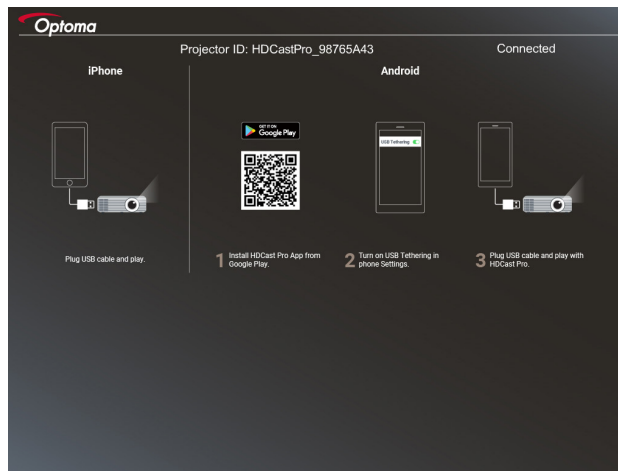 Optoma
Projector ID: HDCastPro_98765A43
Connected
iPhone
Android
GET IT ON
Google Play
USB Tethering
Plug USB cable and play.
1 Install HDCast Pro App from
Google Play.
2 Turn on USB Tethering in
phone Settings.
3 Plug USB cable and play with
HDCast Pro.